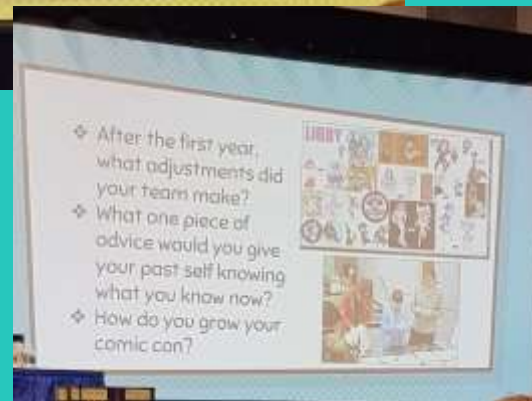 ❖ After the first year,
what adjustments did
your team make?
❖ What one piece of
advice would you give
your past self knowing
what you know now?
❖ How do you grow your
comic con?
LIBBY